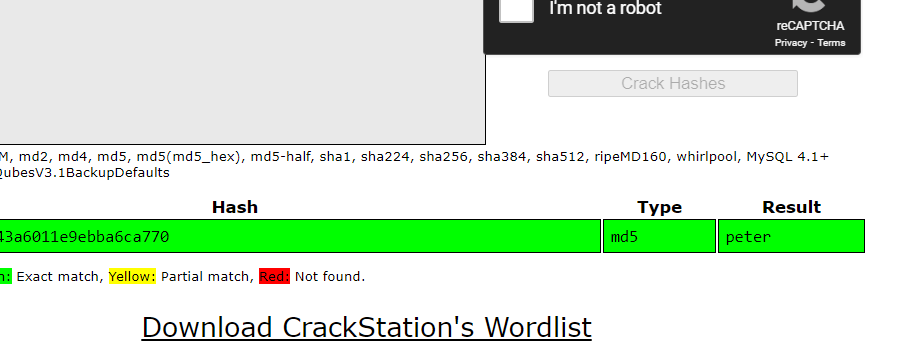 I'm not a robot
reCAPTCHA
Privacy - Terms
Crack Hashes
M, md2, md4, md5, md5(md5_hex), md5-half, sha1, sha224, sha256, sha384, sha512, ripeMD160, whirlpool, MySQL 4.1+
QubesV3.1BackupDefaults
Hash Type Result
43a6011e9ebba6ca770 md5 peter
n: Exact match, Yellow: Partial match, Red: Not found.
Download CrackStation's Wordlist